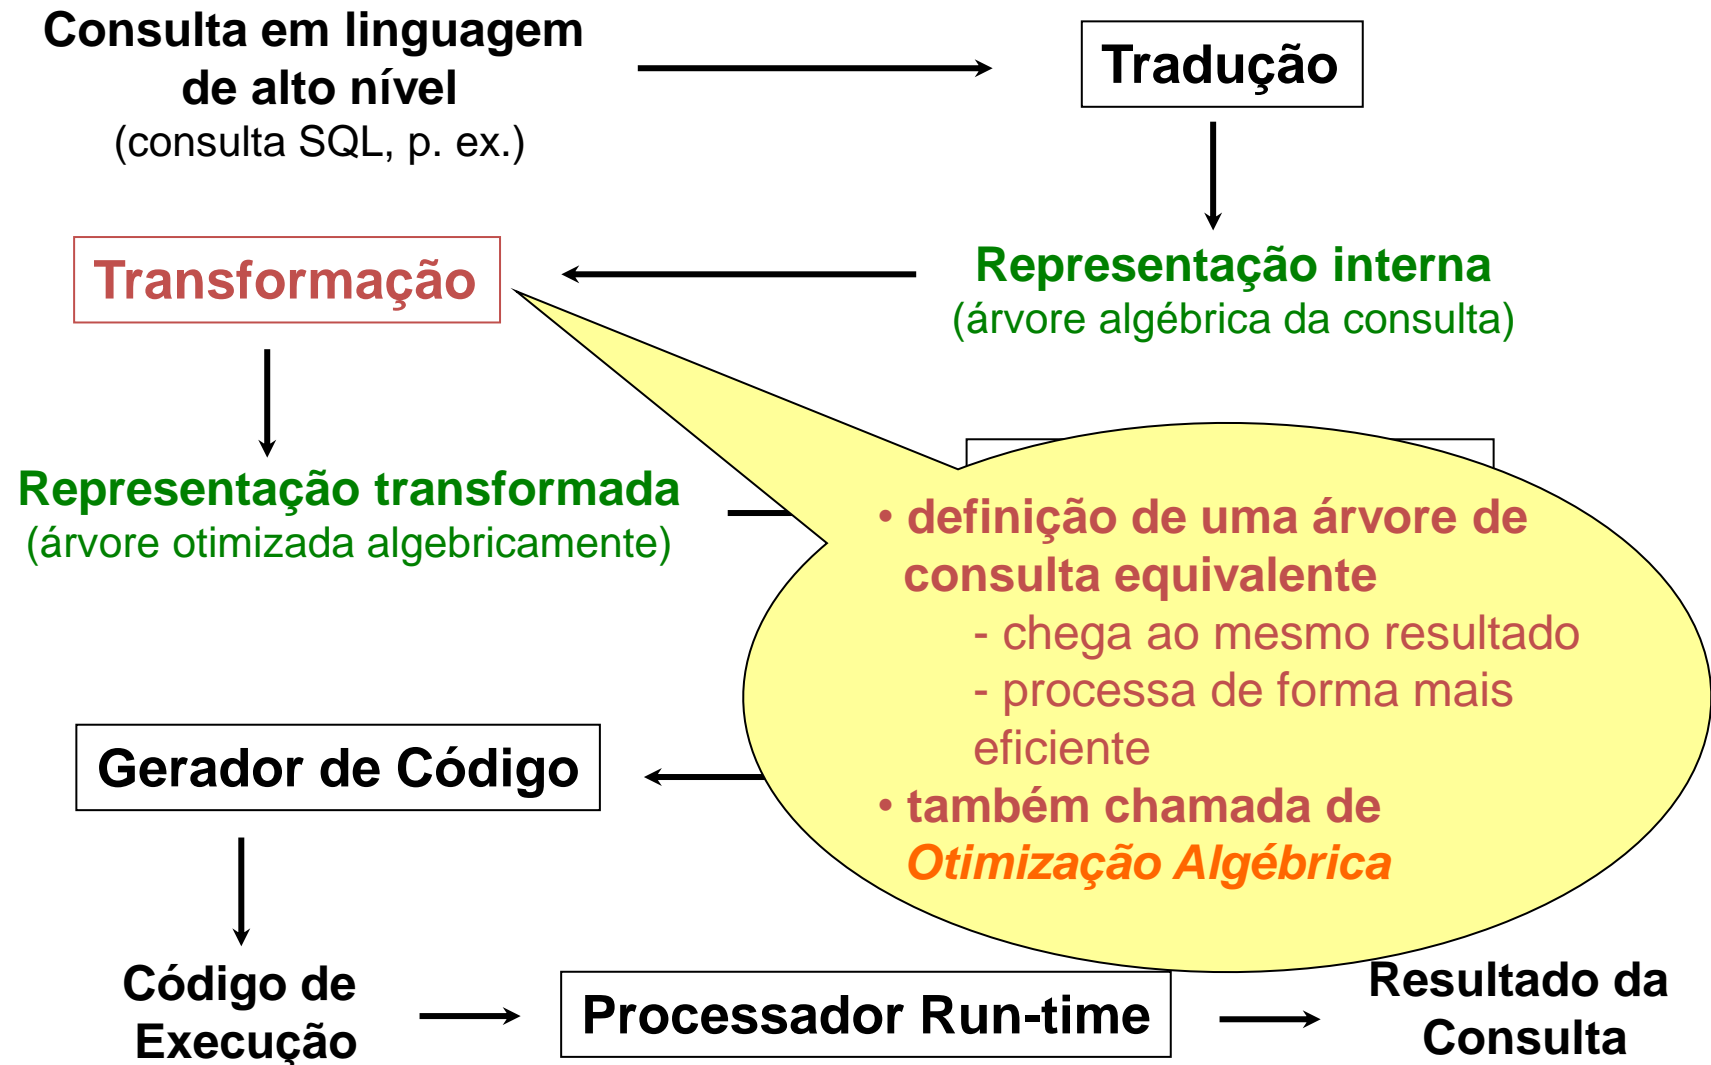 Consulta em linguagem
de alto nível
(consulta SQL, p. ex.)
Tradução
Transformação
Representação interna
(árvore algébrica da consulta)
Representação transformada
(árvore otimizada algebricamente)
• definição de uma árvore de
consulta equivalente
- chega ao mesmo resultado
- processa de forma mais
eficiente
• também chamada de
Otimização Algébrica
Gerador de Código
Código de
Execução
Processador Run-time
Resultado da
Consulta